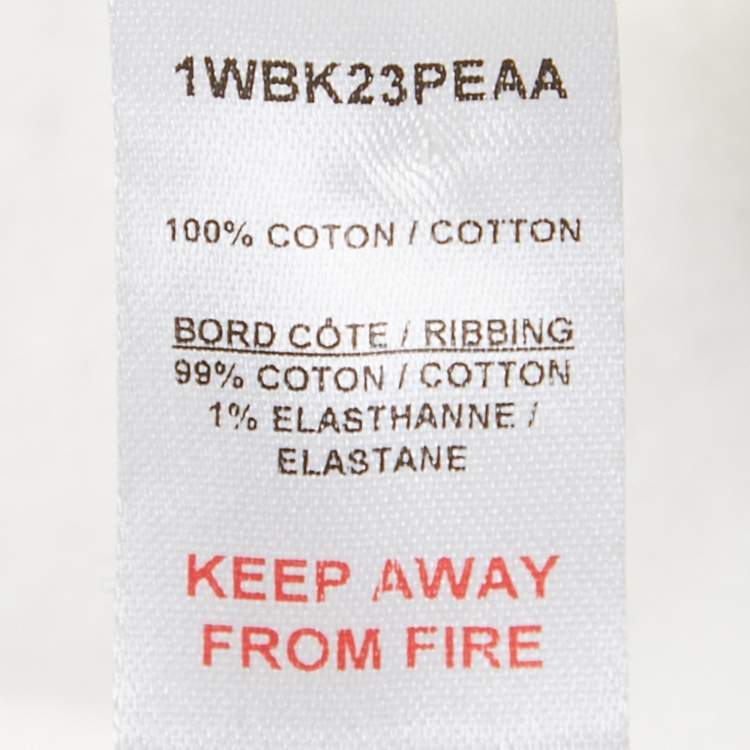 1WBK23PEAA
100% COTON / COTTON
BORD CÔTE / RIBBING
99% COTON / COTTON
1% ELASTHANNE /
ELASTANE
KEEP AWAY
FROM FIRE